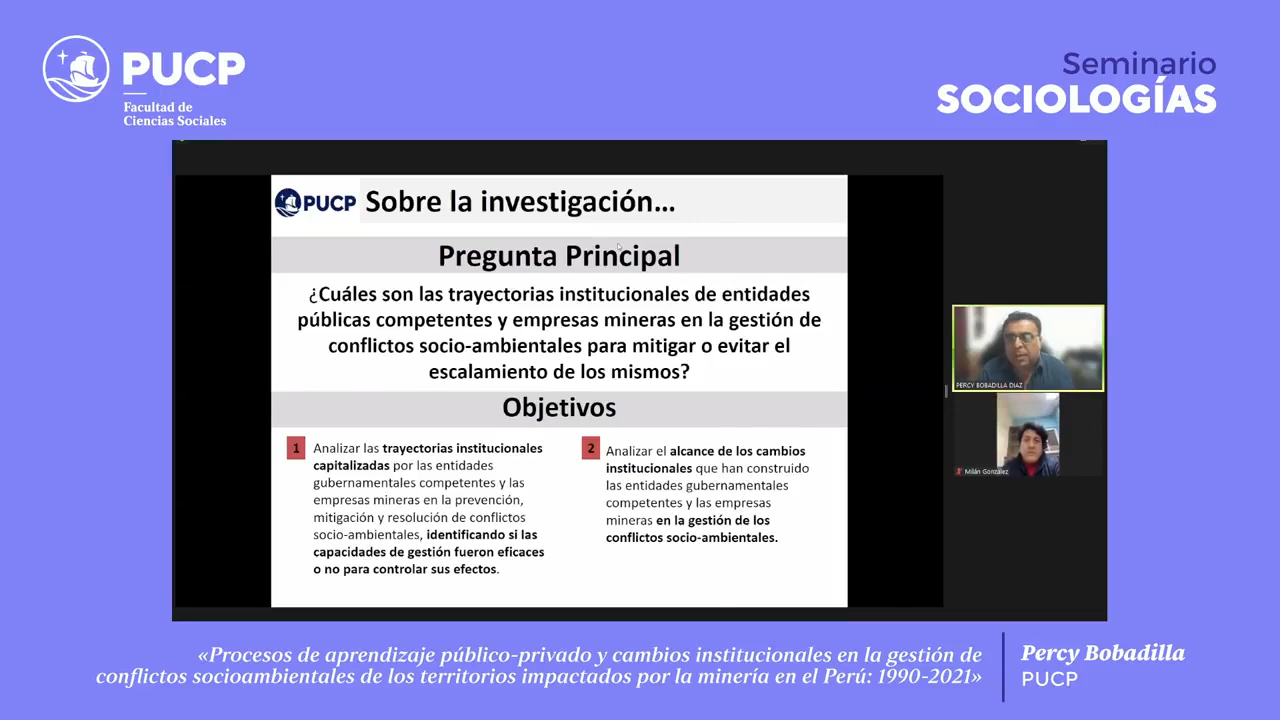 PUCP
Facultad de
Ciencias Sociales
Seminario
SOCIOLOGÍAS
PUCP
Sobre la investigación...
Pregunta Principal
¿Cuáles son las trayectorias institucionales de entidades
públicas competentes y empresas mineras en la gestión de
conflictos socio-ambientales para mitigar o evitar el
escalamiento de los mismos?
Objetivos
1
Analizar las trayectorias institucionales
capitalizadas por las entidades
gubernamentales competentes y las
empresas mineras en la prevención,
mitigación y resolución de conflictos
socio-ambientales, identificando si las
capacidades de gestión fueron eficaces
o no para controlar sus efectos.
2
Analizar el alcance de los cambios
institucionales que han construido
las entidades gubernamentales
competentes y las empresas
mineras en la gestión de los
conflictos socio-ambientales.
PERCY BOBADILLA DIAZ
Milán González
«Procesos de aprendizaje público-privado y cambios institucionales en la gestión de
conflictos socioambientales de los territorios impactados por la minería en el Perú: 1990-2021»
Percy Bobadilla
PUCP